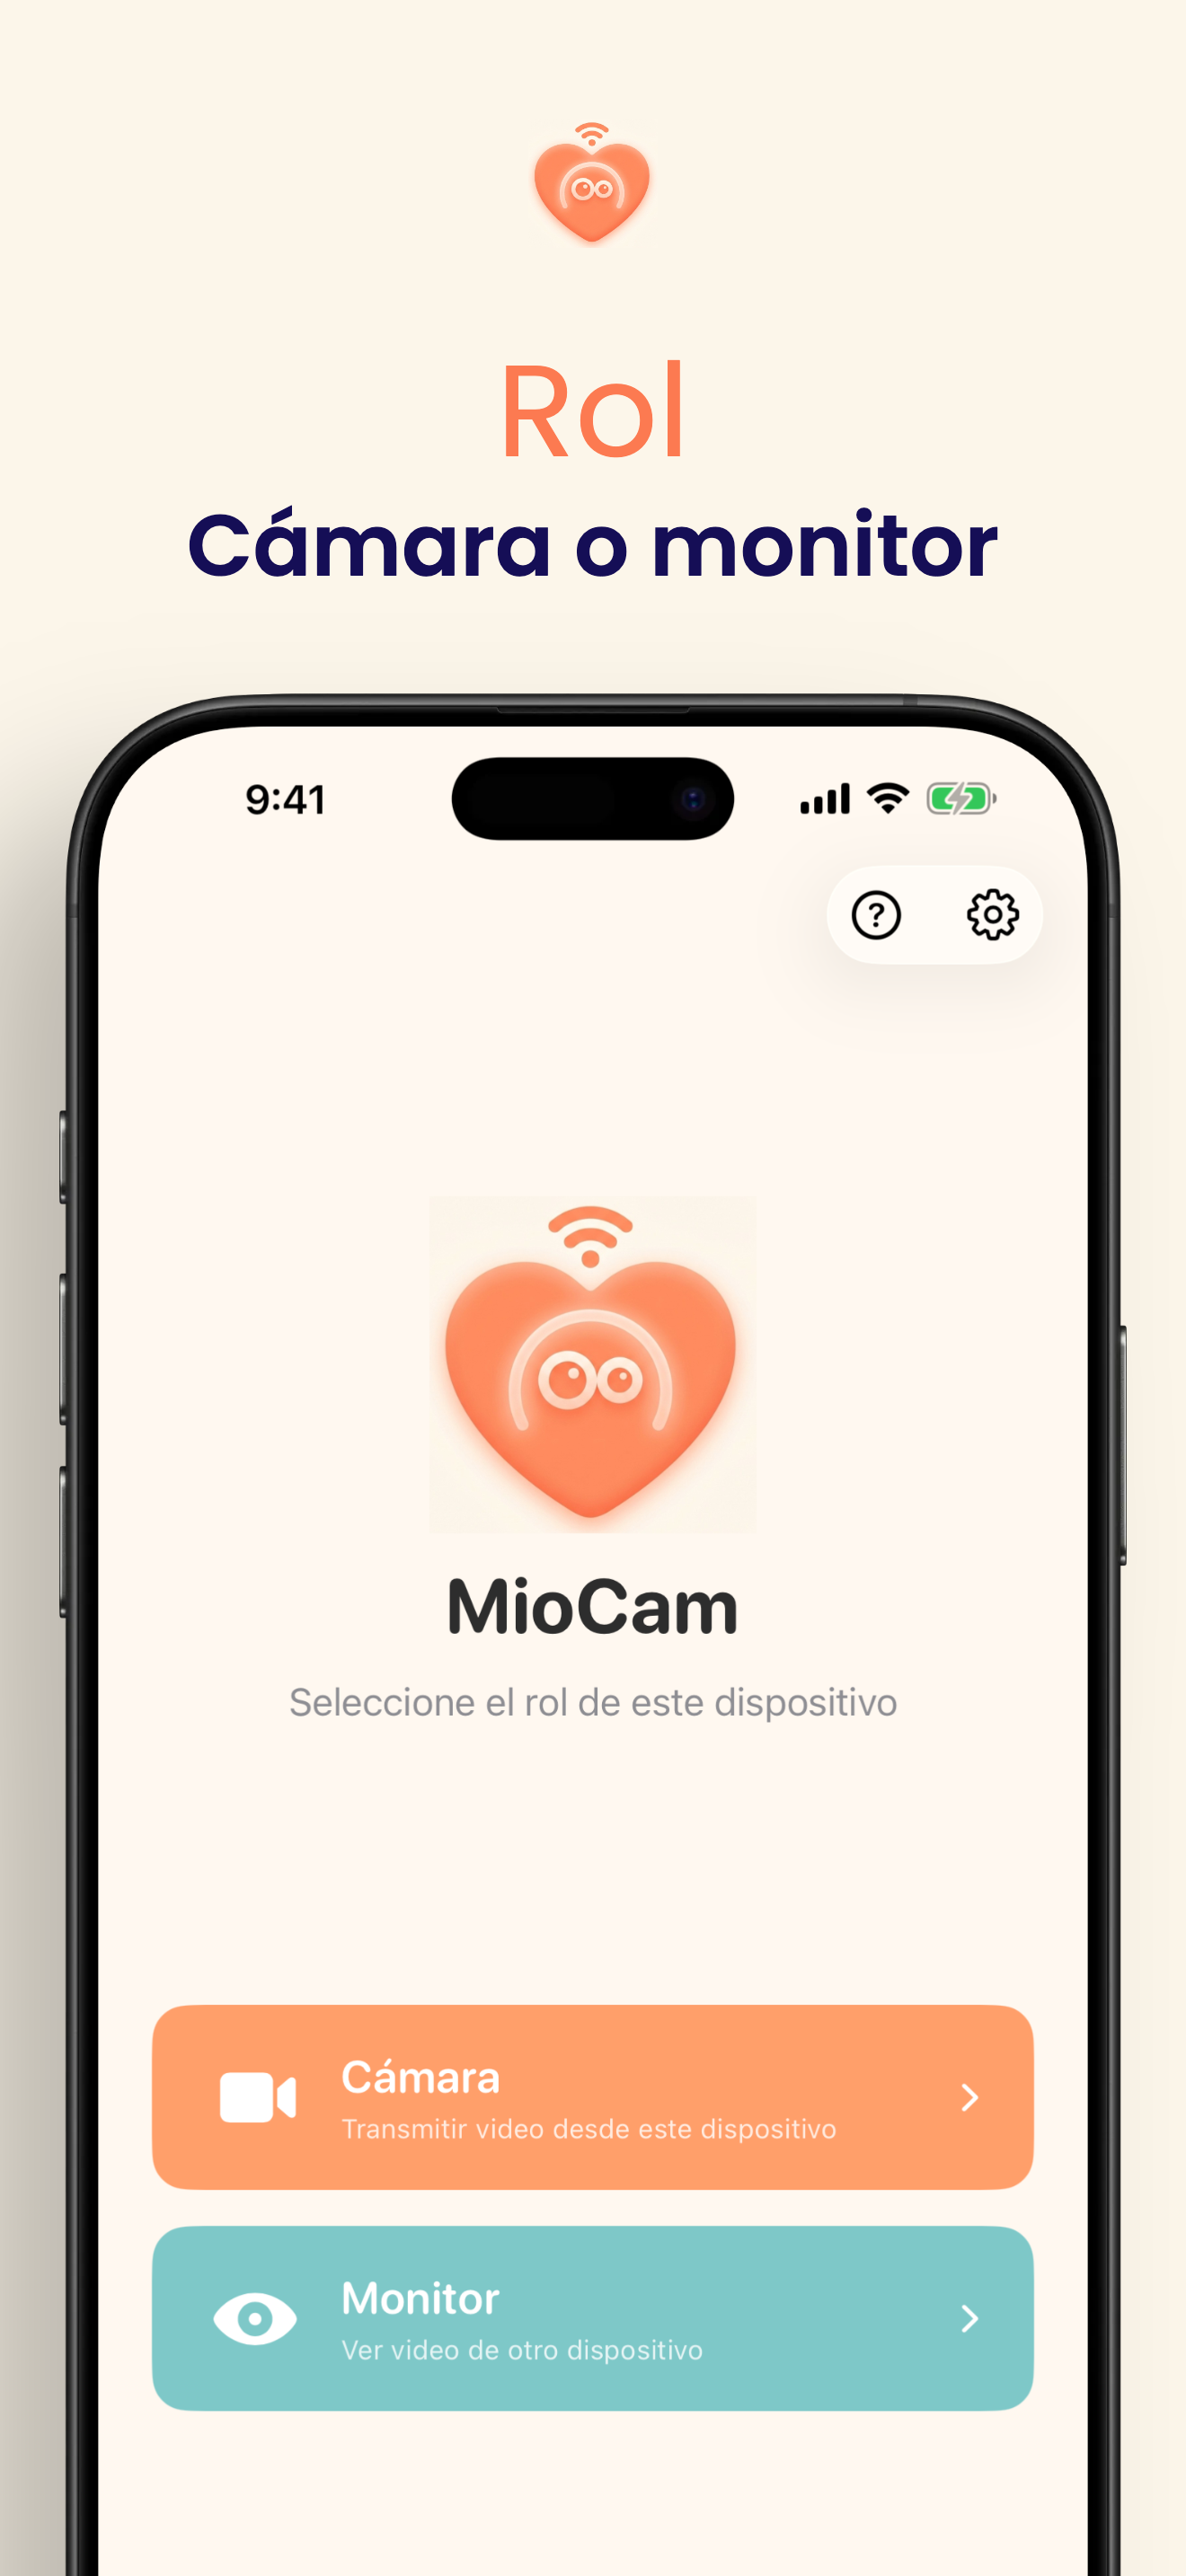 Rol
Cámara o monitor
9:41
?
MioCam
Seleccione el rol de este dispositivo
Cámara
Transmitir video desde este dispositivo
Monitor
Ver video de otro dispositivo